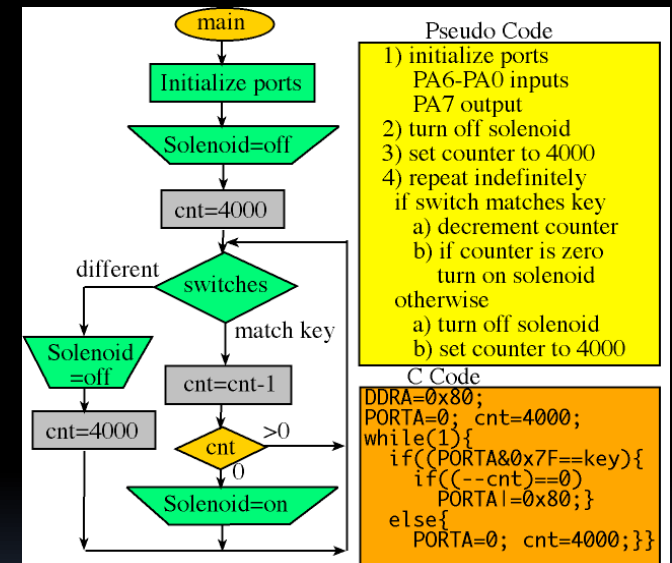 main
Initialize ports
Solenoid=off
cnt=4000
different
switches
match key
Solenoid
=off
cnt=cnt-1
cnt=4000
cnt
>0
0
Solenoid=on
Pseudo Code
1) initialize ports
PA6-PA0 inputs
PA7 output
2) turn off solenoid
3) set counter to 4000
4) repeat indefinitely
if switch matches key
a) decrement counter
b) if counter is zero
turn on solenoid
otherwise
a) turn off solenoid
b) set counter to 4000
C Code
DDRA=0x80;
PORTA=0; cnt=4000;
while(1){
if((PORTA&0x7F==key){
if((--cnt)==0)
PORTA|=0x80;}
else{
PORTA=0; cnt=4000;}}